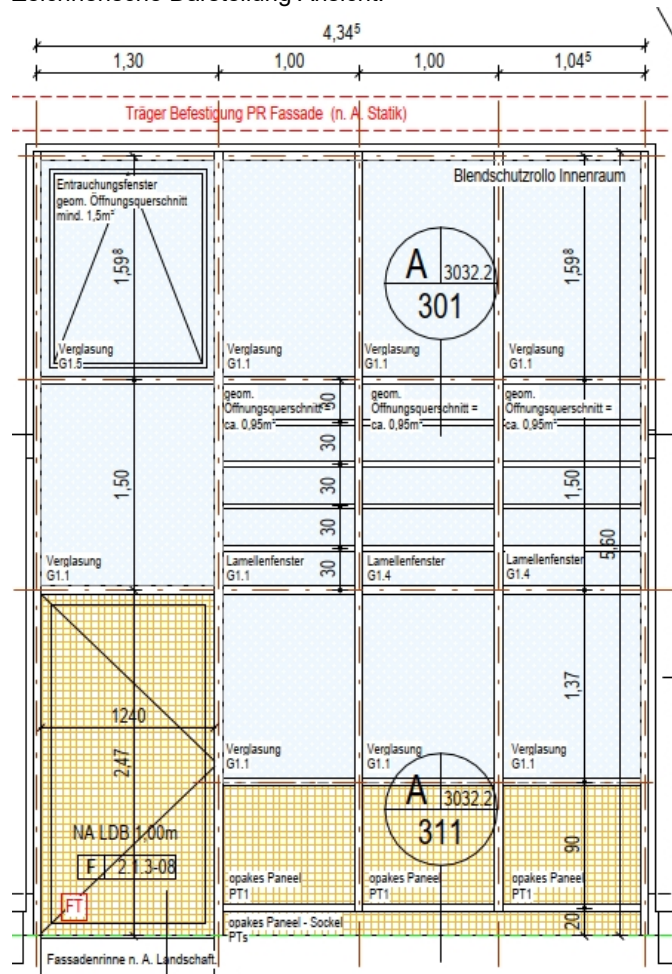 4,34⁵
1,30
1,00
1,00
1,04⁵
Träger Befestigung PR Fassade (n. A. Statik)
Entrauchungsfenster
geom. Öffnungsquerschnitt
mind. 1,5m²
Blendschutzrollo Innenraum
1,59⁸
A
3032.2
301
1,59⁸
Verglasung
G1.5
Verglasung
G1.1
Verglasung
G1.1
Verglasung
G1.1
geom.
Öffnungsquerschnitt =
ca. 0,95m²
geom.
Öffnungsquerschnitt =
ca. 0,95m²
geom.
Öffnungsquerschnitt =
ca. 0,95m²
30
30
30
30
30
1,50
1,50
5,60
Verglasung
G1.1
Lamellenfenster
G1.1
Lamellenfenster
G1.4
Lamellenfenster
G1.4
1240
2,47
1,37
Verglasung
G1.1
Verglasung
G1.1
Verglasung
G1.1
A
3032.2
311
NA LDB 1,00m
F
2.1.3-08
90
opakes Paneel
PT1
opakes Paneel
PT1
opakes Paneel
PT1
FT
opakes Paneel - Sockel
PTs
20
Fassadenrinne n. A. Landschaft.